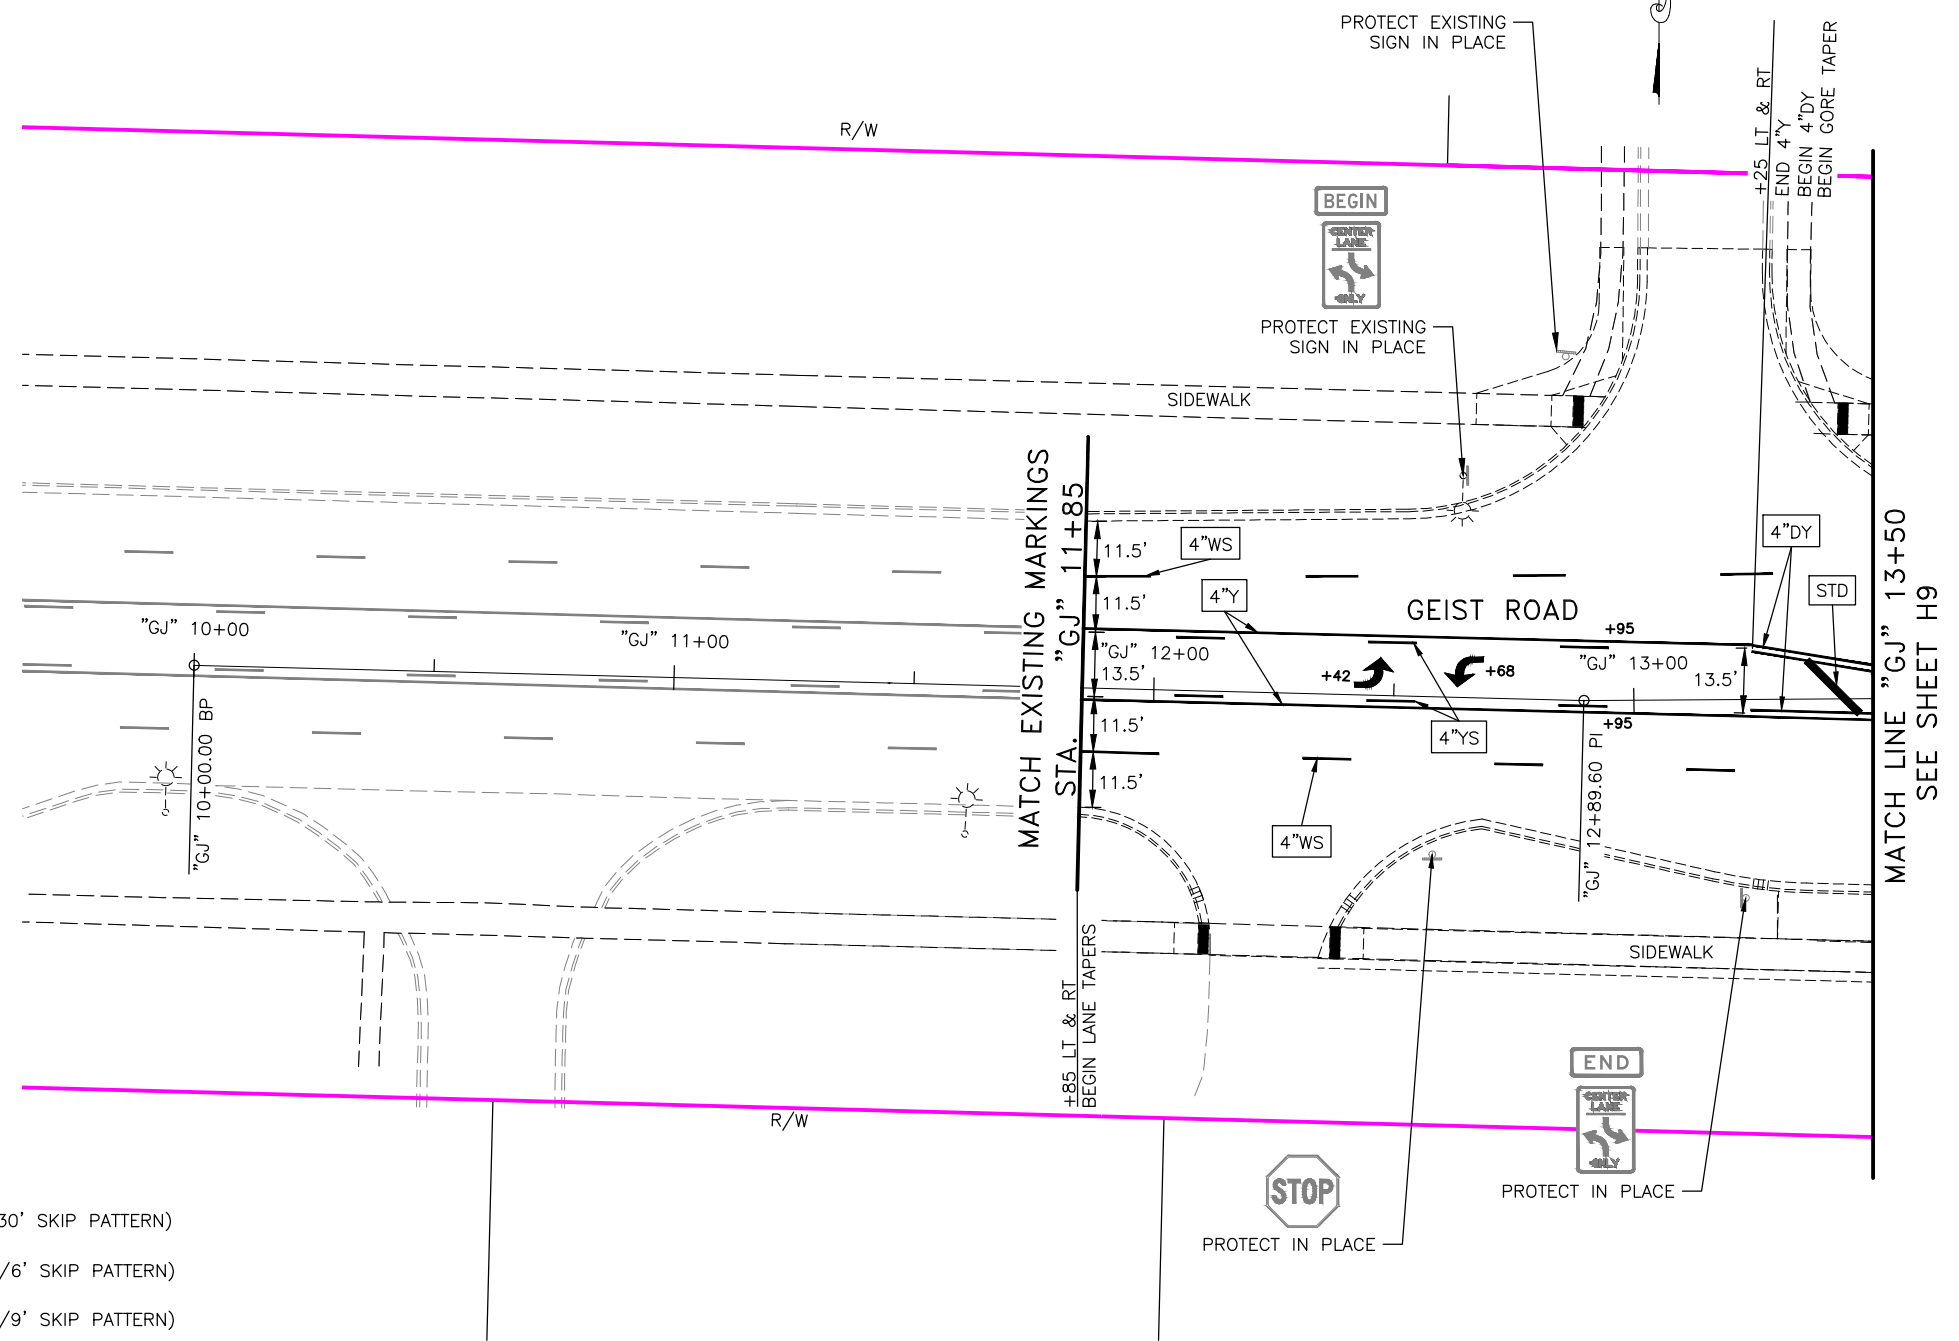 PROTECT EXISTING
SIGN IN PLACE
+25 LT & RT
END 4"Y
BEGIN 4"DY
BEGIN GORE TAPER
R/W
BEGIN
CENTER
LANE
ONLY
PROTECT EXISTING
SIGN IN PLACE
SIDEWALK
MATCH EXISTING MARKINGS
STA. "GJ" 11+85
11.5'
4"WS
11.5'
4"Y
GEIST ROAD
4"DY
STD
MATCH LINE "GJ" 13+50
SEE SHEET H9
"GJ" 10+00
"GJ" 11+00
"GJ" 12+00
13.5'
+95
+42
+68
"GJ" 13+00
13.5'
+95
11.5'
4"YS
11.5'
4"WS
"GJ" 10+00.00 BP
"GJ" 12+89.60 PI
SIDEWALK
+85 LT & RT
BEGIN LANE TAPERS
R/W
END
CENTER
LANE
ONLY
PROTECT IN PLACE
STOP
PROTECT IN PLACE
30' SKIP PATTERN)
/6' SKIP PATTERN)
/9' SKIP PATTERN)